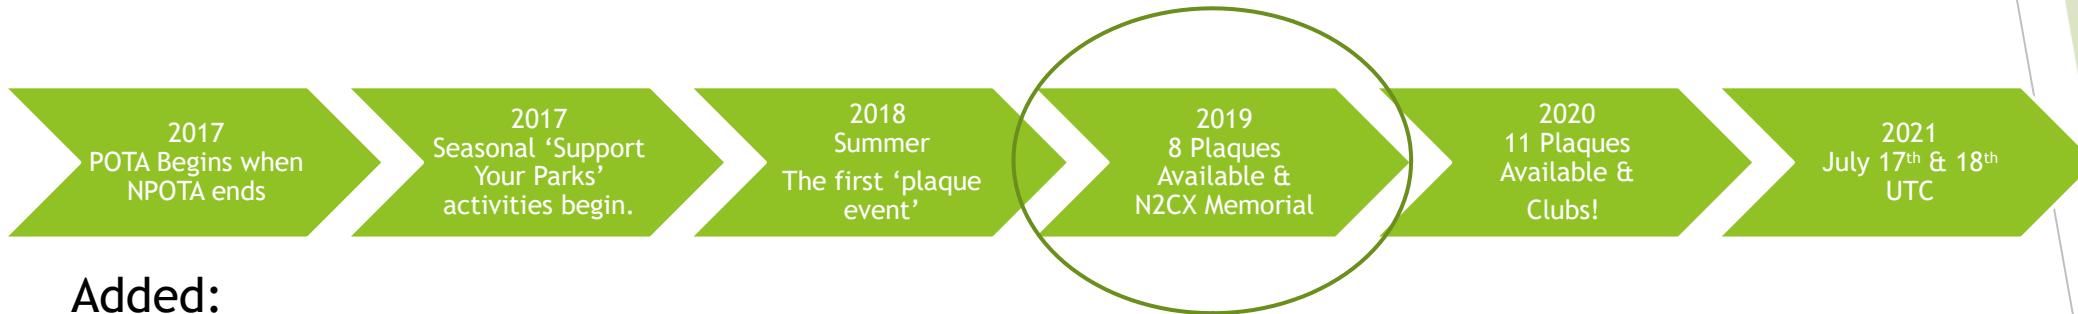 2017
POTA Begins when
NPOTA ends
2017
Seasonal ‘Support
Your Parks’
activities begin.
2018
Summer
The first ‘plaque
event’
2019
8 Plaques
Available &
N2CX Memorial
2020
11 Plaques
Available &
Clubs!
2021
July 17th & 18th
UTC
Added: